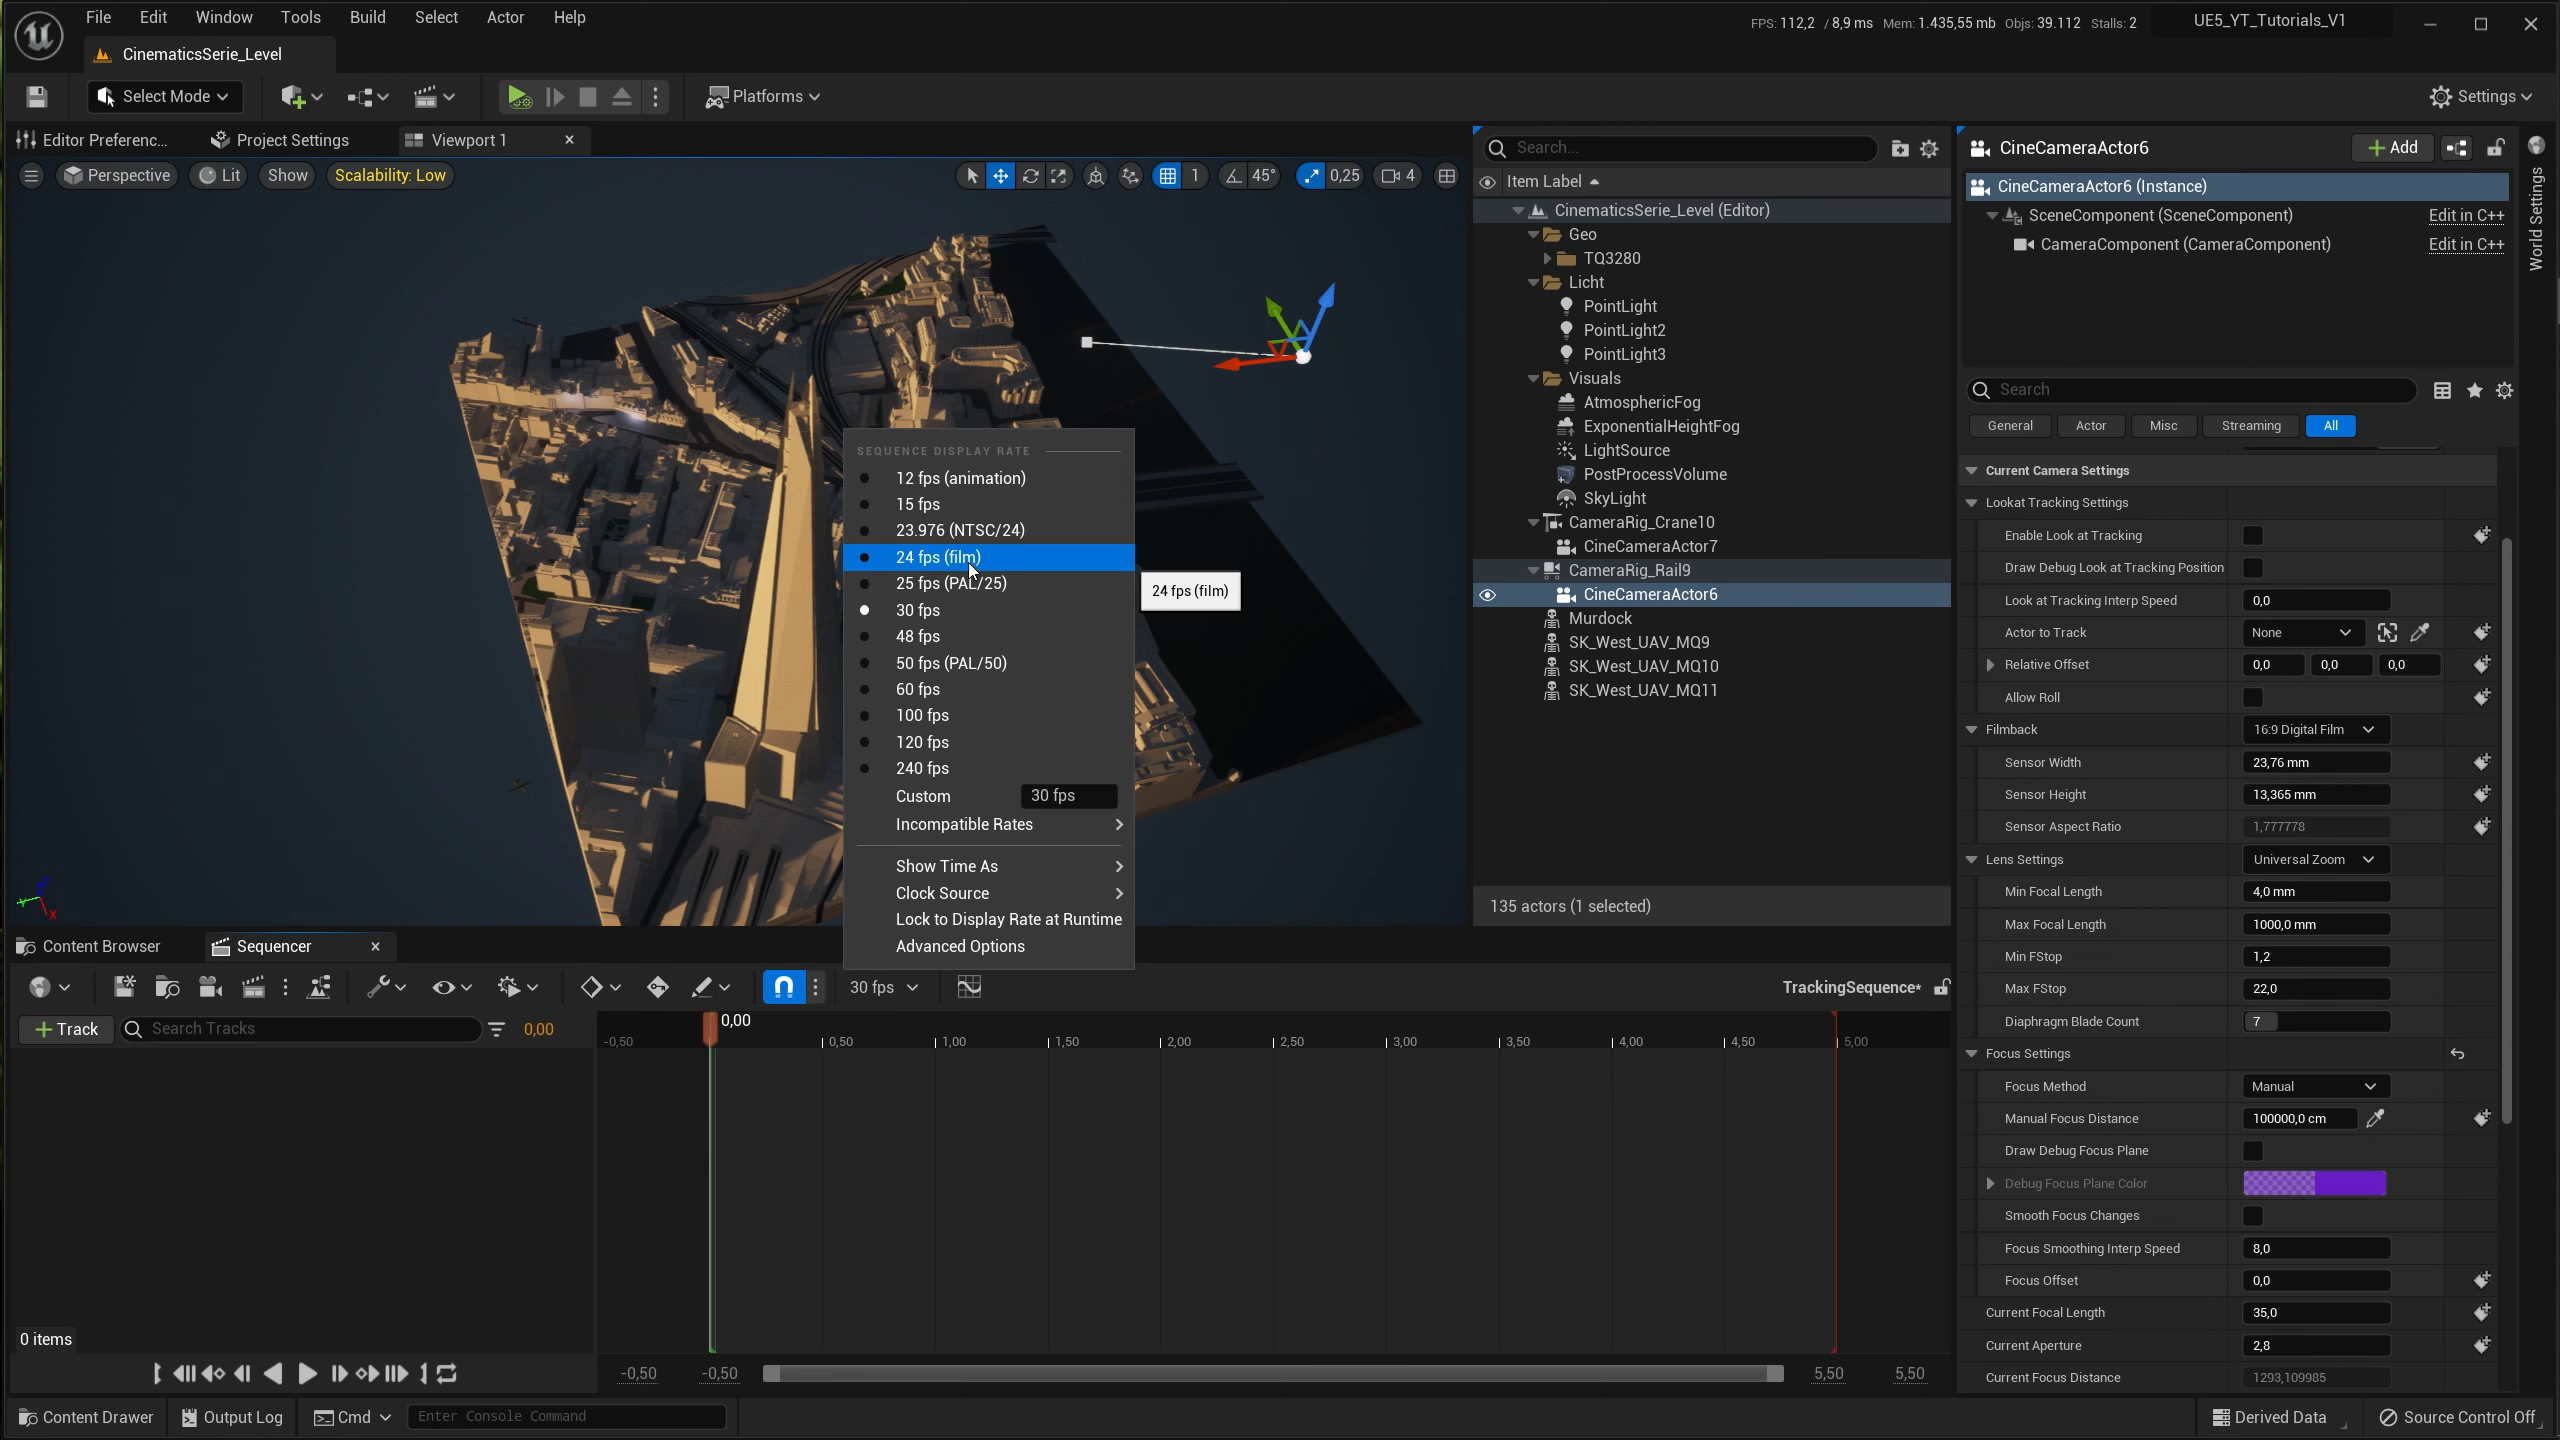 File Edit Window Tools Build Select Actor Help
FPS: 112,2 / 8,9 ms Mem: 1.435,55 mb Objs: 39.112 Stalls: 2 UE5_YT_Tutorials_V1
CinematicsSerie_Level
Select Mode Platforms Settings
Editor Preferenc... Project Settings Viewport 1
Perspective Lit Show Scalability: Low 1 45° 0,25 4
Search...
Item Label
CinematicsSerie_Level (Editor)
Geo
TQ3280
Licht
PointLight
PointLight2
PointLight3
Visuals
AtmosphericFog
ExponentialHeightFog
LightSource
PostProcessVolume
SkyLight
CameraRig_Crane10
CineCameraActor7
CameraRig_Rail9
CineCameraActor6
Murdock
SK_West_UAV_MQ9
SK_West_UAV_MQ10
SK_West_UAV_MQ11
135 actors (1 selected)
SEQUENCE DISPLAY RATE
12 fps (animation)
15 fps
23.976 (NTSC/24)
24 fps (film)
25 fps (PAL/25)
30 fps
48 fps
50 fps (PAL/50)
60 fps
100 fps
120 fps
240 fps
Custom 30 fps
Incompatible Rates
Show Time As
Clock Source
Lock to Display Rate at Runtime
Advanced Options
24 fps (film)
CineCameraActor6 Add
CineCameraActor6 (Instance)
SceneComponent (SceneComponent) Edit in C++
CameraComponent (CameraComponent) Edit in C++
World Settings
Search
General Actor Misc Streaming All
Current Camera Settings
Lookat Tracking Settings
Enable Look at Tracking
Draw Debug Look at Tracking Position
Look at Tracking Interp Speed 0,0
Actor to Track None
Relative Offset 0,0 0,0 0,0
Allow Roll
Filmback 16:9 Digital Film
Sensor Width 23,76 mm
Sensor Height 13,365 mm
Sensor Aspect Ratio 1,777778
Lens Settings Universal Zoom
Min Focal Length 4,0 mm
Max Focal Length 1000,0 mm
Min FStop 1,2
Max FStop 22,0
Diaphragm Blade Count 7
Focus Settings
Focus Method Manual
Manual Focus Distance 100000,0 cm
Draw Debug Focus Plane
Debug Focus Plane Color
Smooth Focus Changes
Focus Smoothing Interp Speed 8,0
Focus Offset 0,0
Current Focal Length 35,0
Current Aperture 2,8
Current Focus Distance 1293,109985
Content Browser Sequencer
30 fps TrackingSequence*
Track Search Tracks 0,00
0,00
-0,50 0,50 1,00 1,50 2,00 2,50 3,00 3,50 4,00 4,50 5,00
0 items
-0,50 -0,50 5,50 5,50
Content Drawer Output Log Cmd Enter Console Command Derived Data Source Control Off